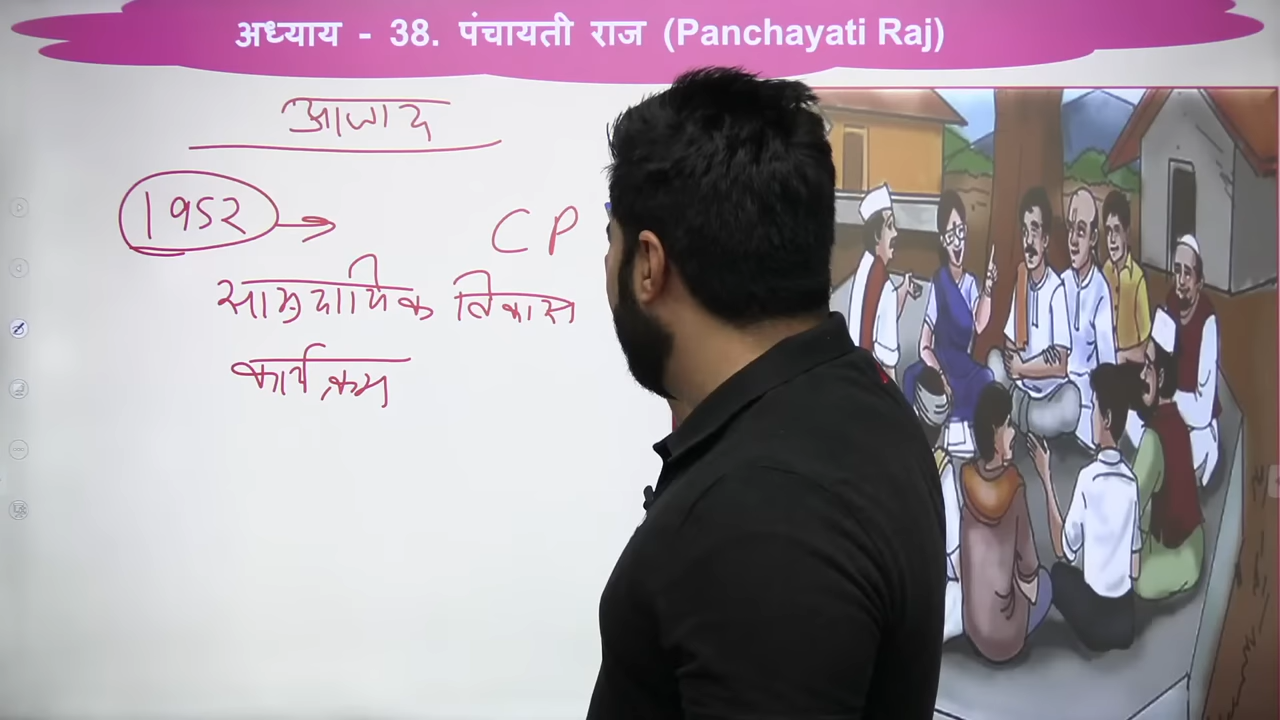 अध्याय - 38. पंचायती राज (Panchayati Raj)
आजाद
1952 →
CP
सामुदायिक विकास
कार्यक्रम